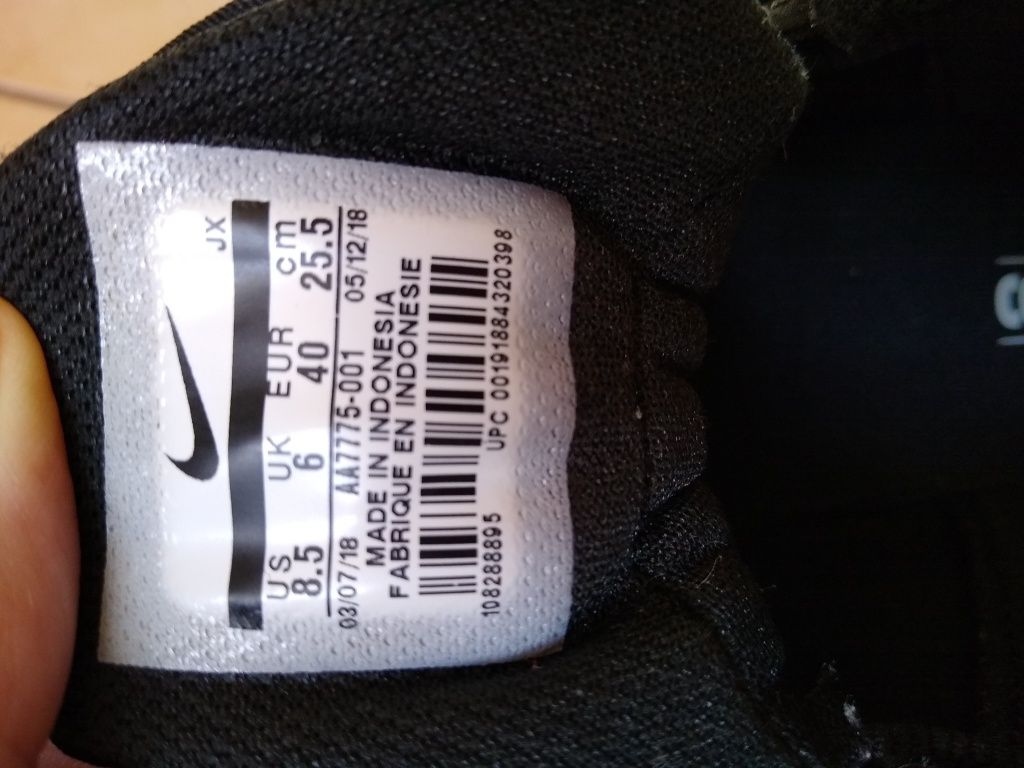 JX
US UK EUR cm
8.5 6 40 25.5
03/07/18 AA7775-001 05/12/18
MADE IN INDONESIA
FABRIQUE EN INDONESIE
108288895 UPC 00191884320398